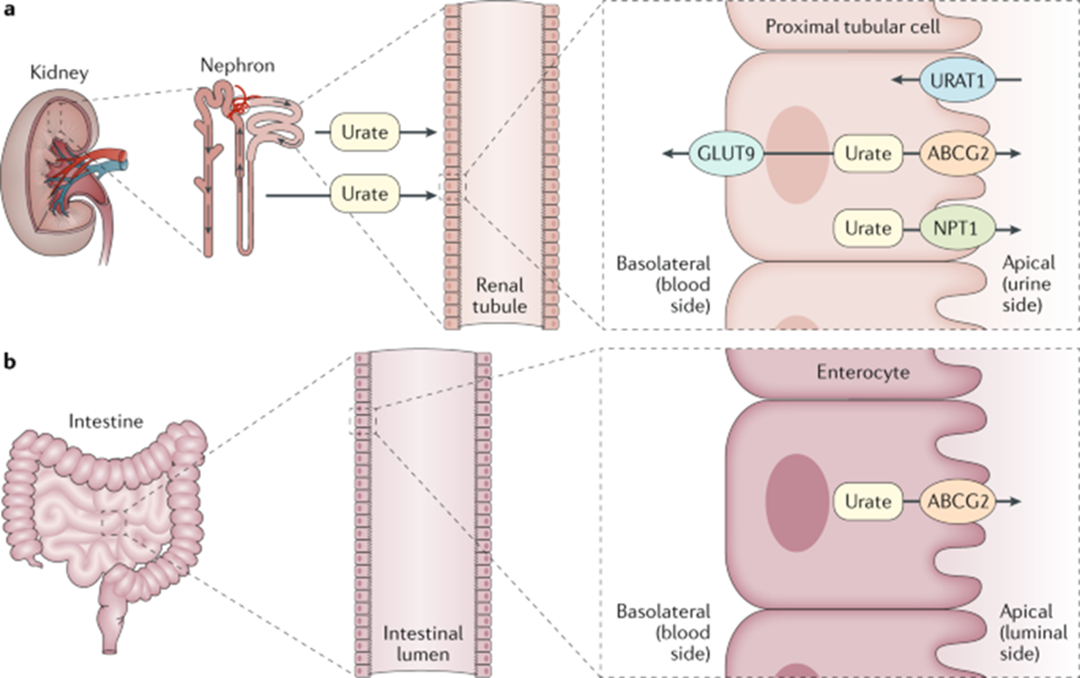 a
Kidney
Nephron
Urate
Urate
Renal
tubule
Proximal tubular cell
URAT1
GLUT9
Urate
ABCG2
Urate
NPT1
Basolateral
(blood
side)
Apical
(urine
side)
b
Intestine
Intestinal
lumen
Enterocyte
Urate
ABCG2
Basolateral
(blood
side)
Apical
(luminal
side)